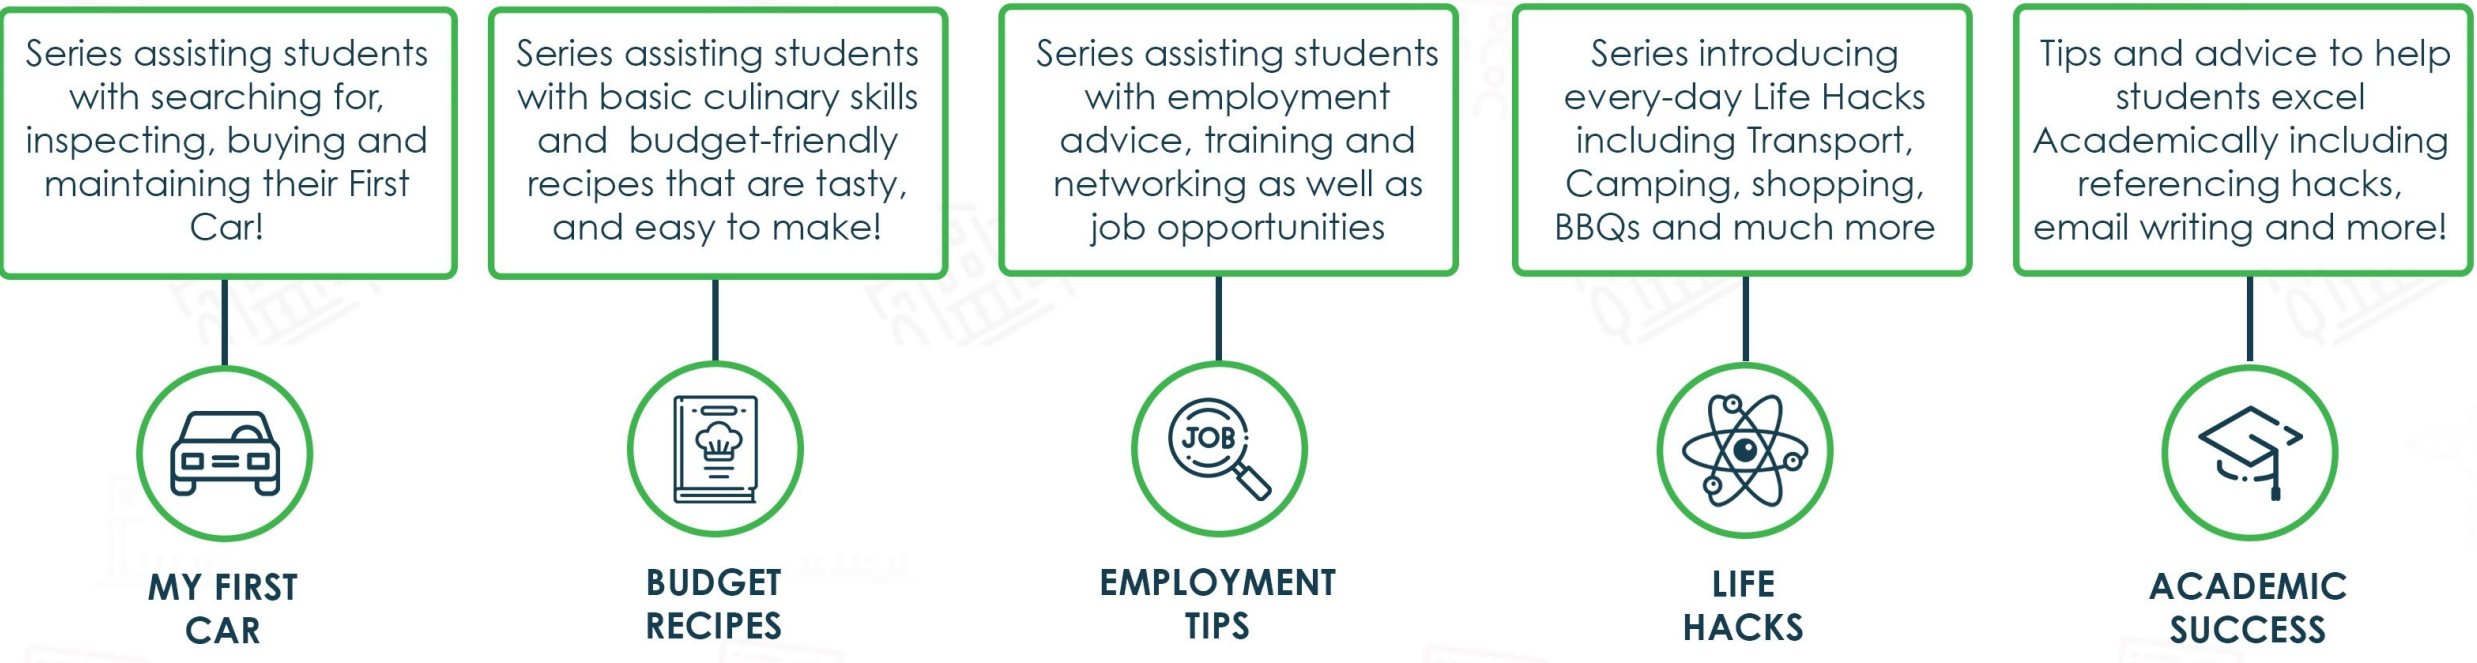 Series assisting students
with searching for,
inspecting, buying and
maintaining their First
Car!
MY FIRST
CAR
Series assisting students
with basic culinary skills
and  budget-friendly
recipes that are tasty,
and easy to make!
BUDGET
RECIPES
Series assisting students
with employment
advice, training and
networking as well as
job opportunities
JOB
EMPLOYMENT
TIPS
Series introducing
every-day Life Hacks
including Transport,
Camping, shopping,
BBQs and much more
LIFE
HACKS
Tips and advice to help
students excel
Academically including
referencing hacks,
email writing and more!
ACADEMIC
SUCCESS